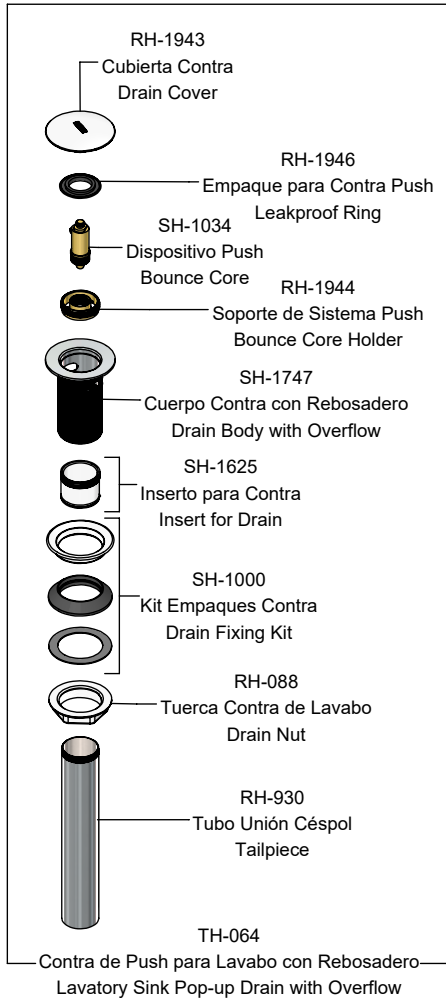 RH-1943
Cubierta Contra
Drain Cover
RH-1946
Empaque para Contra Push
Leakproof Ring
SH-1034
Dispositivo Push
Bounce Core
RH-1944
Soporte de Sistema Push
Bounce Core Holder
SH-1747
Cuerpo Contra con Rebosadero
Drain Body with Overflow
SH-1625
Inserto para Contra
Insert for Drain
SH-1000
Kit Empaques Contra
Drain Fixing Kit
RH-088
Tuerca Contra de Lavabo
Drain Nut
RH-930
Tubo Unión Céspol
Tailpiece
TH-064
Contra de Push para Lavabo con Rebosadero
Lavatory Sink Pop-up Drain with Overflow